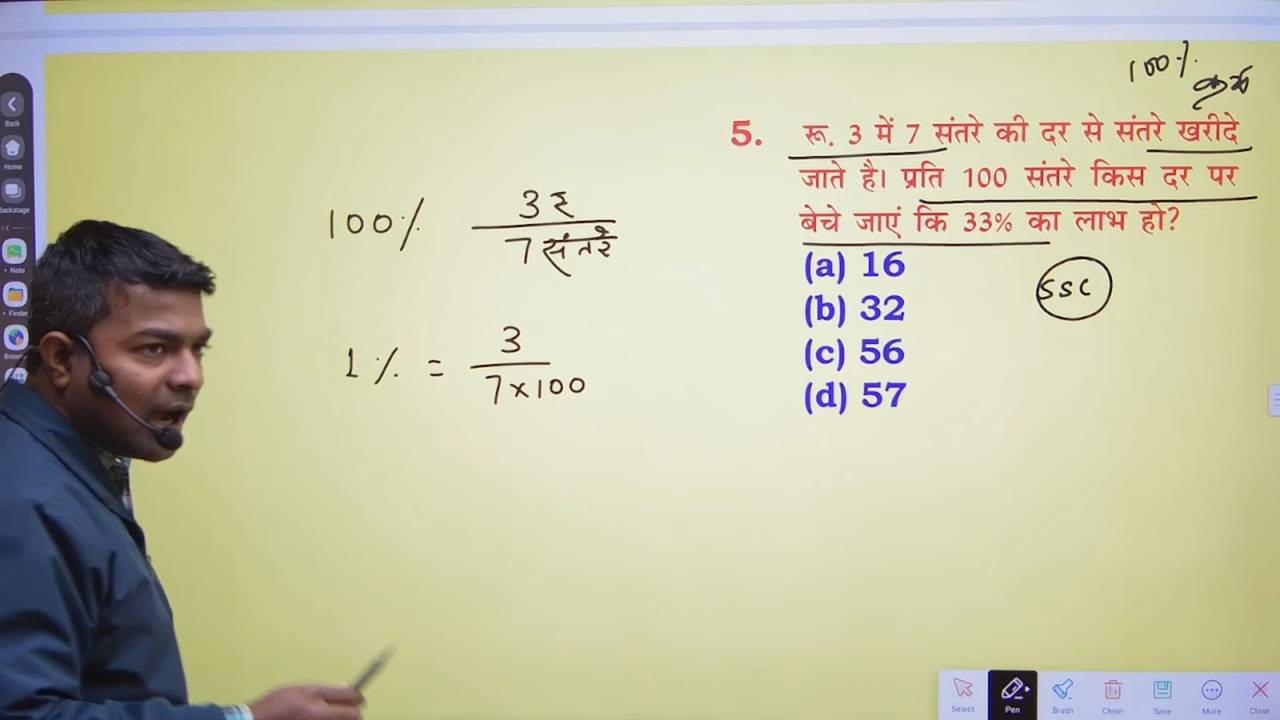 100% क्रय
5. रू. 3 में 7 संतरे की दर से संतरे खरीदे
जाते है। प्रति 100 संतरे किस दर पर
बेचे जाएं कि 33% का लाभ हो?
(a) 16
(b) 32
(c) 56
(d) 57
SSC
100% 3₹
7 संतरे
1% = 3
7×100
Back
Home
Backstage
Note
Finder
Select
Pen
Brush
Clean
Save
More
Close